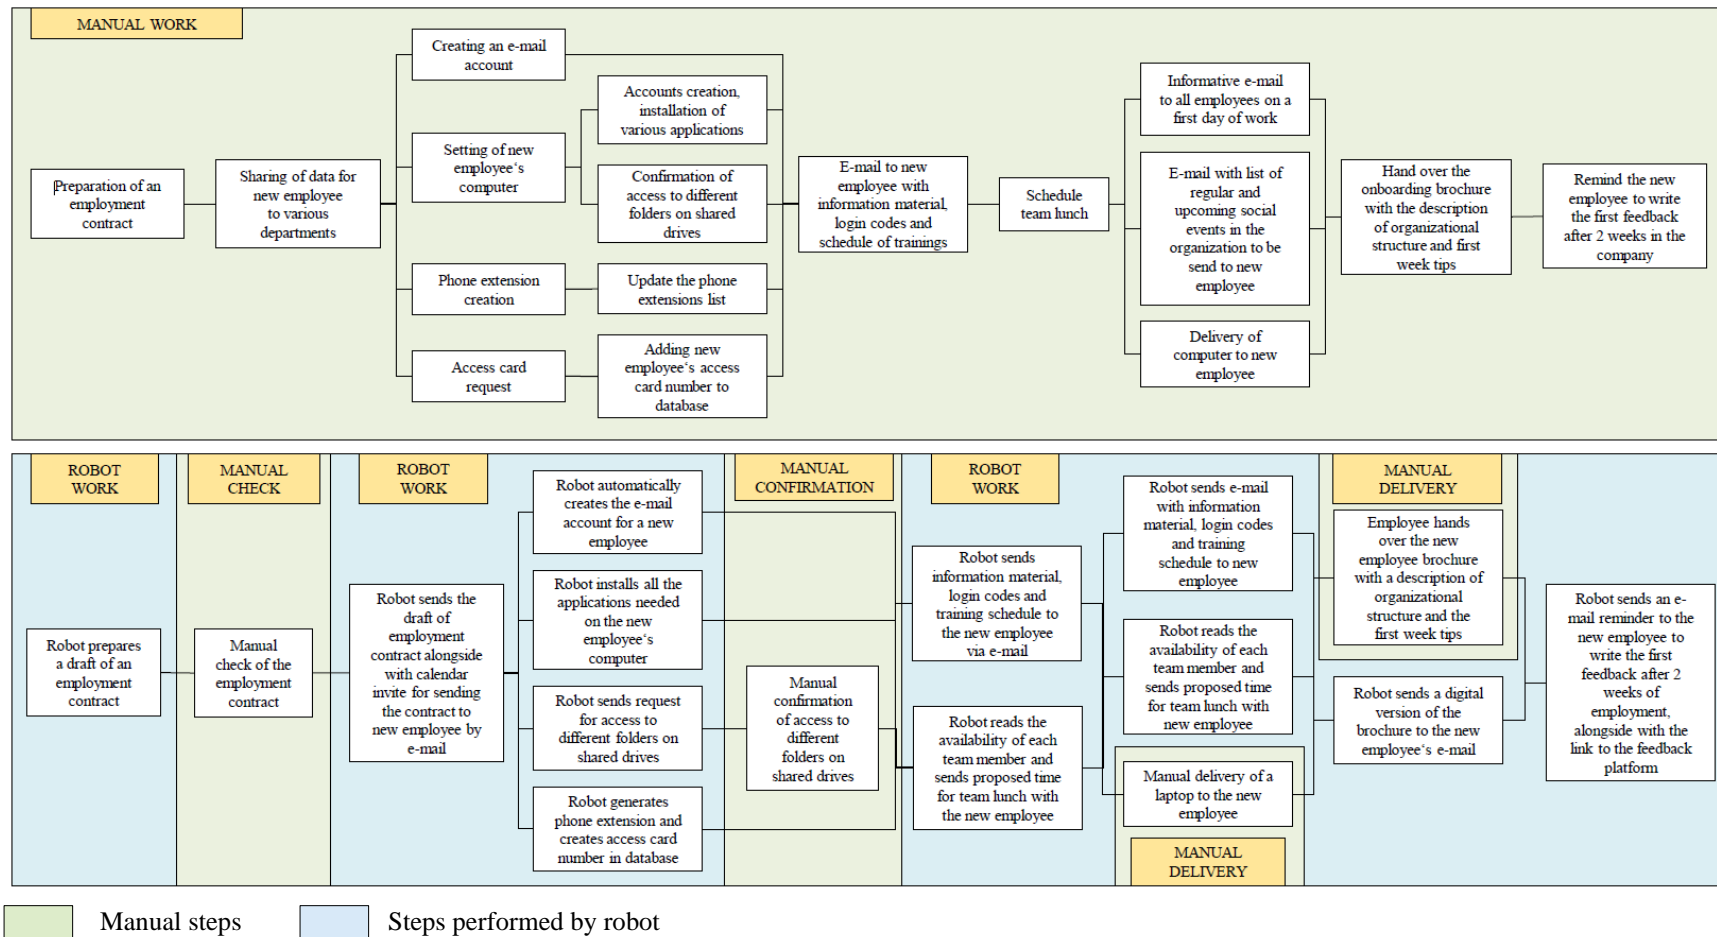 MANUAL WORK
Preparation of an
employment
contract
Sharing of data for
new employee
to various
departments
Creating an e-mail
account
Setting of new
employee‘s
computer
Accounts creation,
installation of
various applications
Confirmation of
access to different
folders on shared
drives
Phone extension
creation
Update the phone
extensions list
Access card
request
Adding new
employee‘s access
card number to
database
E-mail to new
employee with
information material,
login codes and
schedule of trainings
Schedule
team lunch
Informative e-mail
to all employees on a
first day of work
E-mail with list of
regular and
upcoming social
events in the
organization to be
send to new
employee
Delivery of
computer to new
employee
Hand over the
onboarding brochure
with the description
of organizational
structure and first
week tips
Remind the new
employee to write
the first feedback
after 2 weeks in the
company
ROBOT
WORK
Robot prepares
a draft of an
employment
contract
MANUAL
CHECK
Manual
check of the
employment
contract
ROBOT
WORK
Robot sends the
draft of
employment
contract alongside
with calendar
invite for sending
the contract to
new employee by
e-mail
Robot automatically
creates the e-mail
account for a new
employee
Robot installs all the
applications needed
on the new
employee's
computer
Robot sends request
for access to
different folders on
shared drives
Robot generates
phone extension and
creates access card
number in database
MANUAL
CONFIRMATION
Manual
confirmation
of access to
different
folders on
shared drives
ROBOT
WORK
Robot sends
information material,
login codes and
training schedule to
the new employee
via e-mail
Robot reads the
availability of each
team member and
sends proposed time
for team lunch with
the new employee
Robot sends e-mail
with information
material, login codes
and training
schedule to new
employee
Robot reads the
availability of each
team member and
sends proposed time
for team lunch with
new employee
Manual delivery of a
laptop to the new
employee
MANUAL
DELIVERY
MANUAL
DELIVERY
Employee hands
over the new
employee brochure
with a description of
organizational
structure and the
first week tips
Robot sends a digital
version of the
brochure to the new
employee's e-mail
Robot sends an e-
mail reminder to the
new employee to
write the first
feedback after 2
weeks of
employment,
alongside with the
link to the feedback
platform
Manual steps
Steps performed by robot